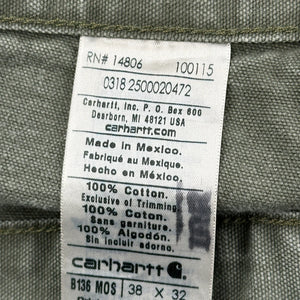 RN# 14806 100115
0318 2500020472
Carhartt, Inc. P. O. Box 600
Dearborn, MI 48121 USA
carhartt.com
Made in Mexico.
Fabriqué au Mexique.
Hecho en México.
100% Cotton.
Exclusive of Trimming.
100% Coton.
Sans garniture.
100% Algodón.
Sin incluir adorno.
carhartt
B136 MOS 38 X 32